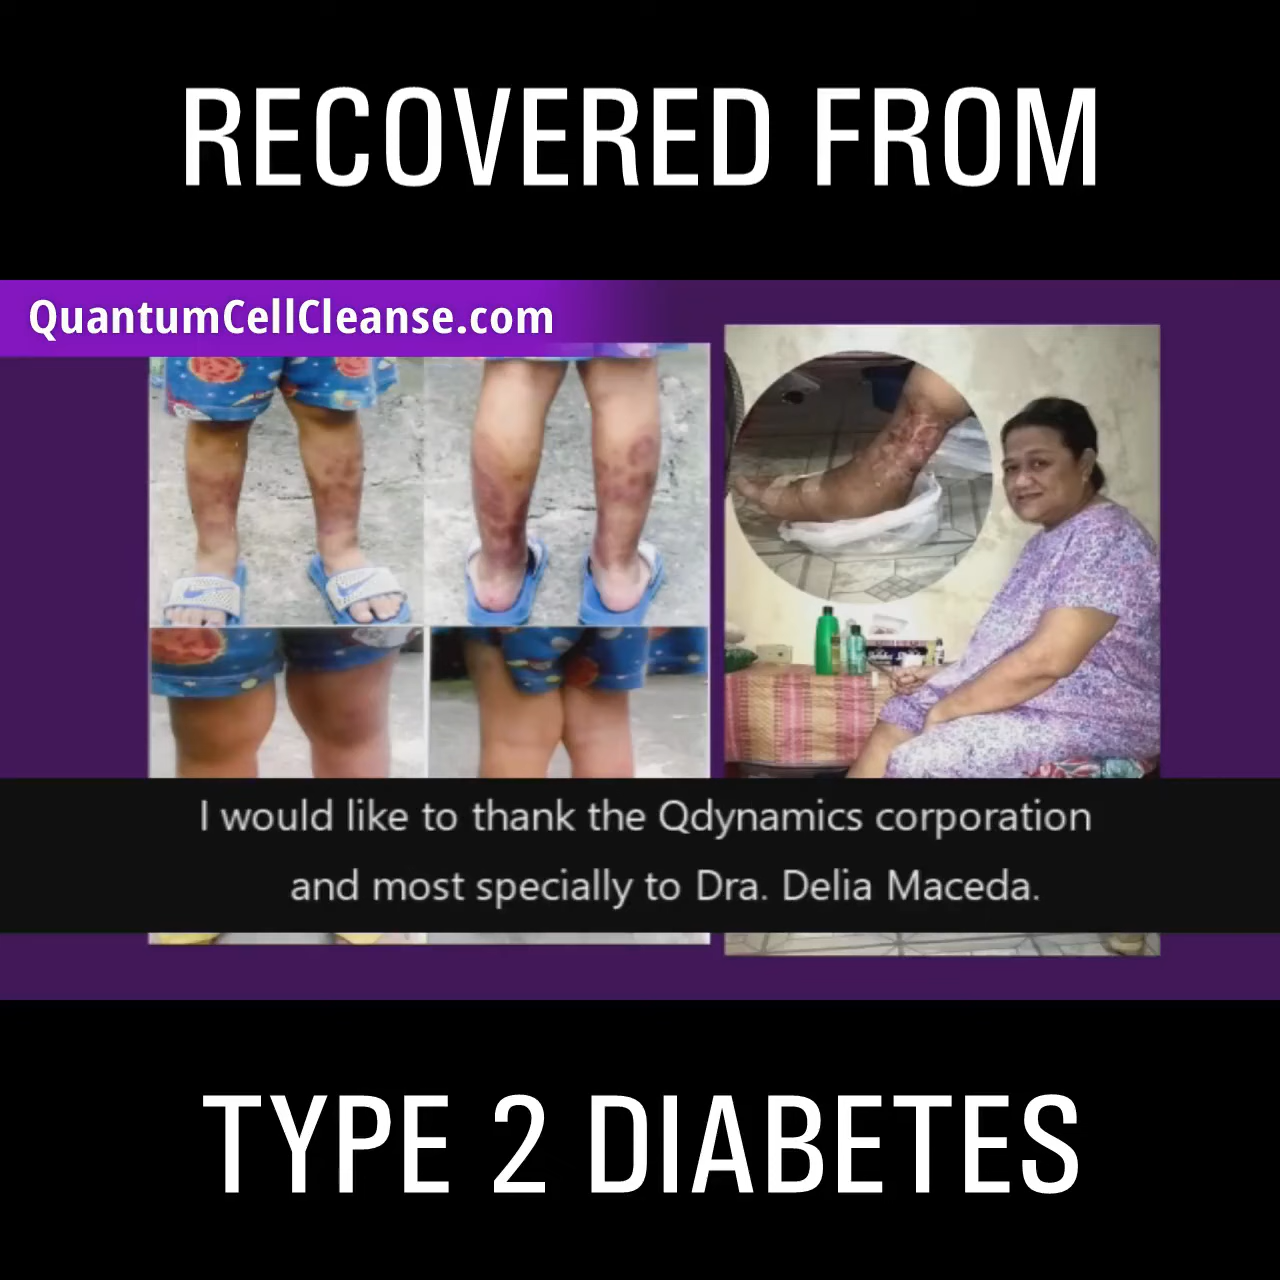 RECOVERED FROM
QuantumCellCleanse.com
I would like to thank the Qdynamics corporation
and most specially to Dra. Delia Maceda.
TYPE 2 DIABETES